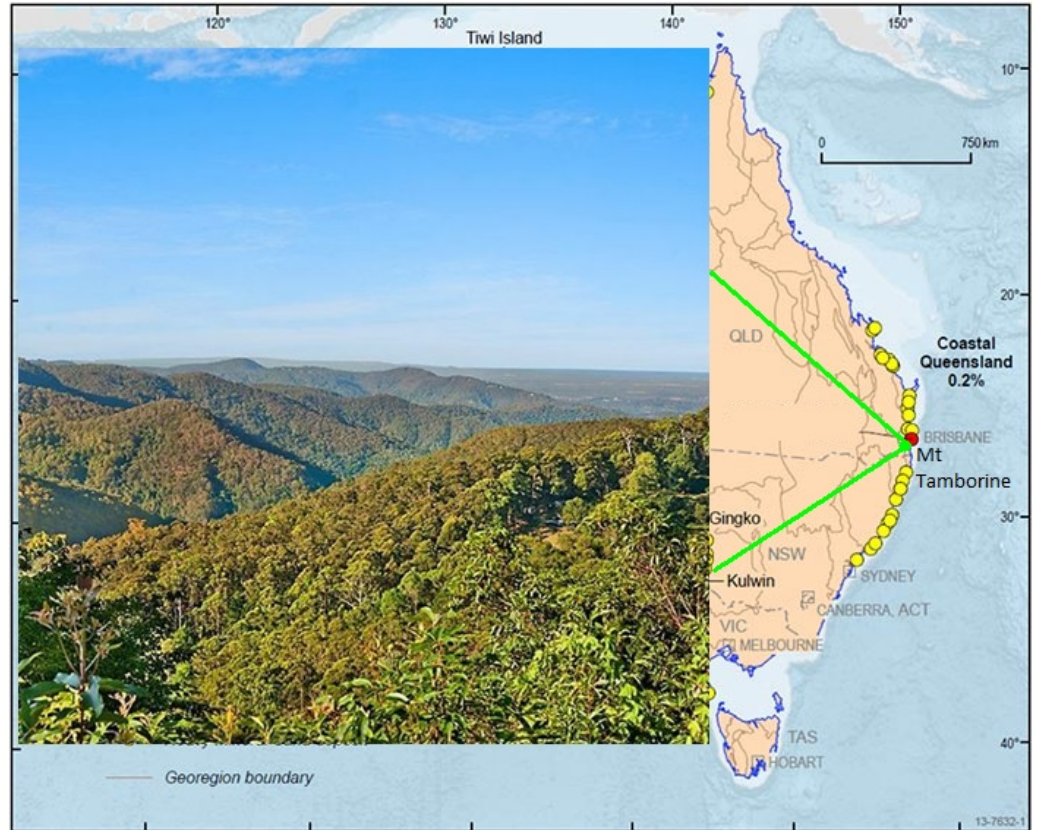 120°
130°
140°
150°
Tiwi Island
10°
0
750 km
20°
QLD
Coastal
Queensland
0.2%
BRISBANE
Mt
Tamborine
Gingko
30°
NSW
Kulwin
SYDNEY
CANBERRA, ACT
VIC
MELBOURNE
TAS
40°
HOBART
Georegion boundary
13-7632-1